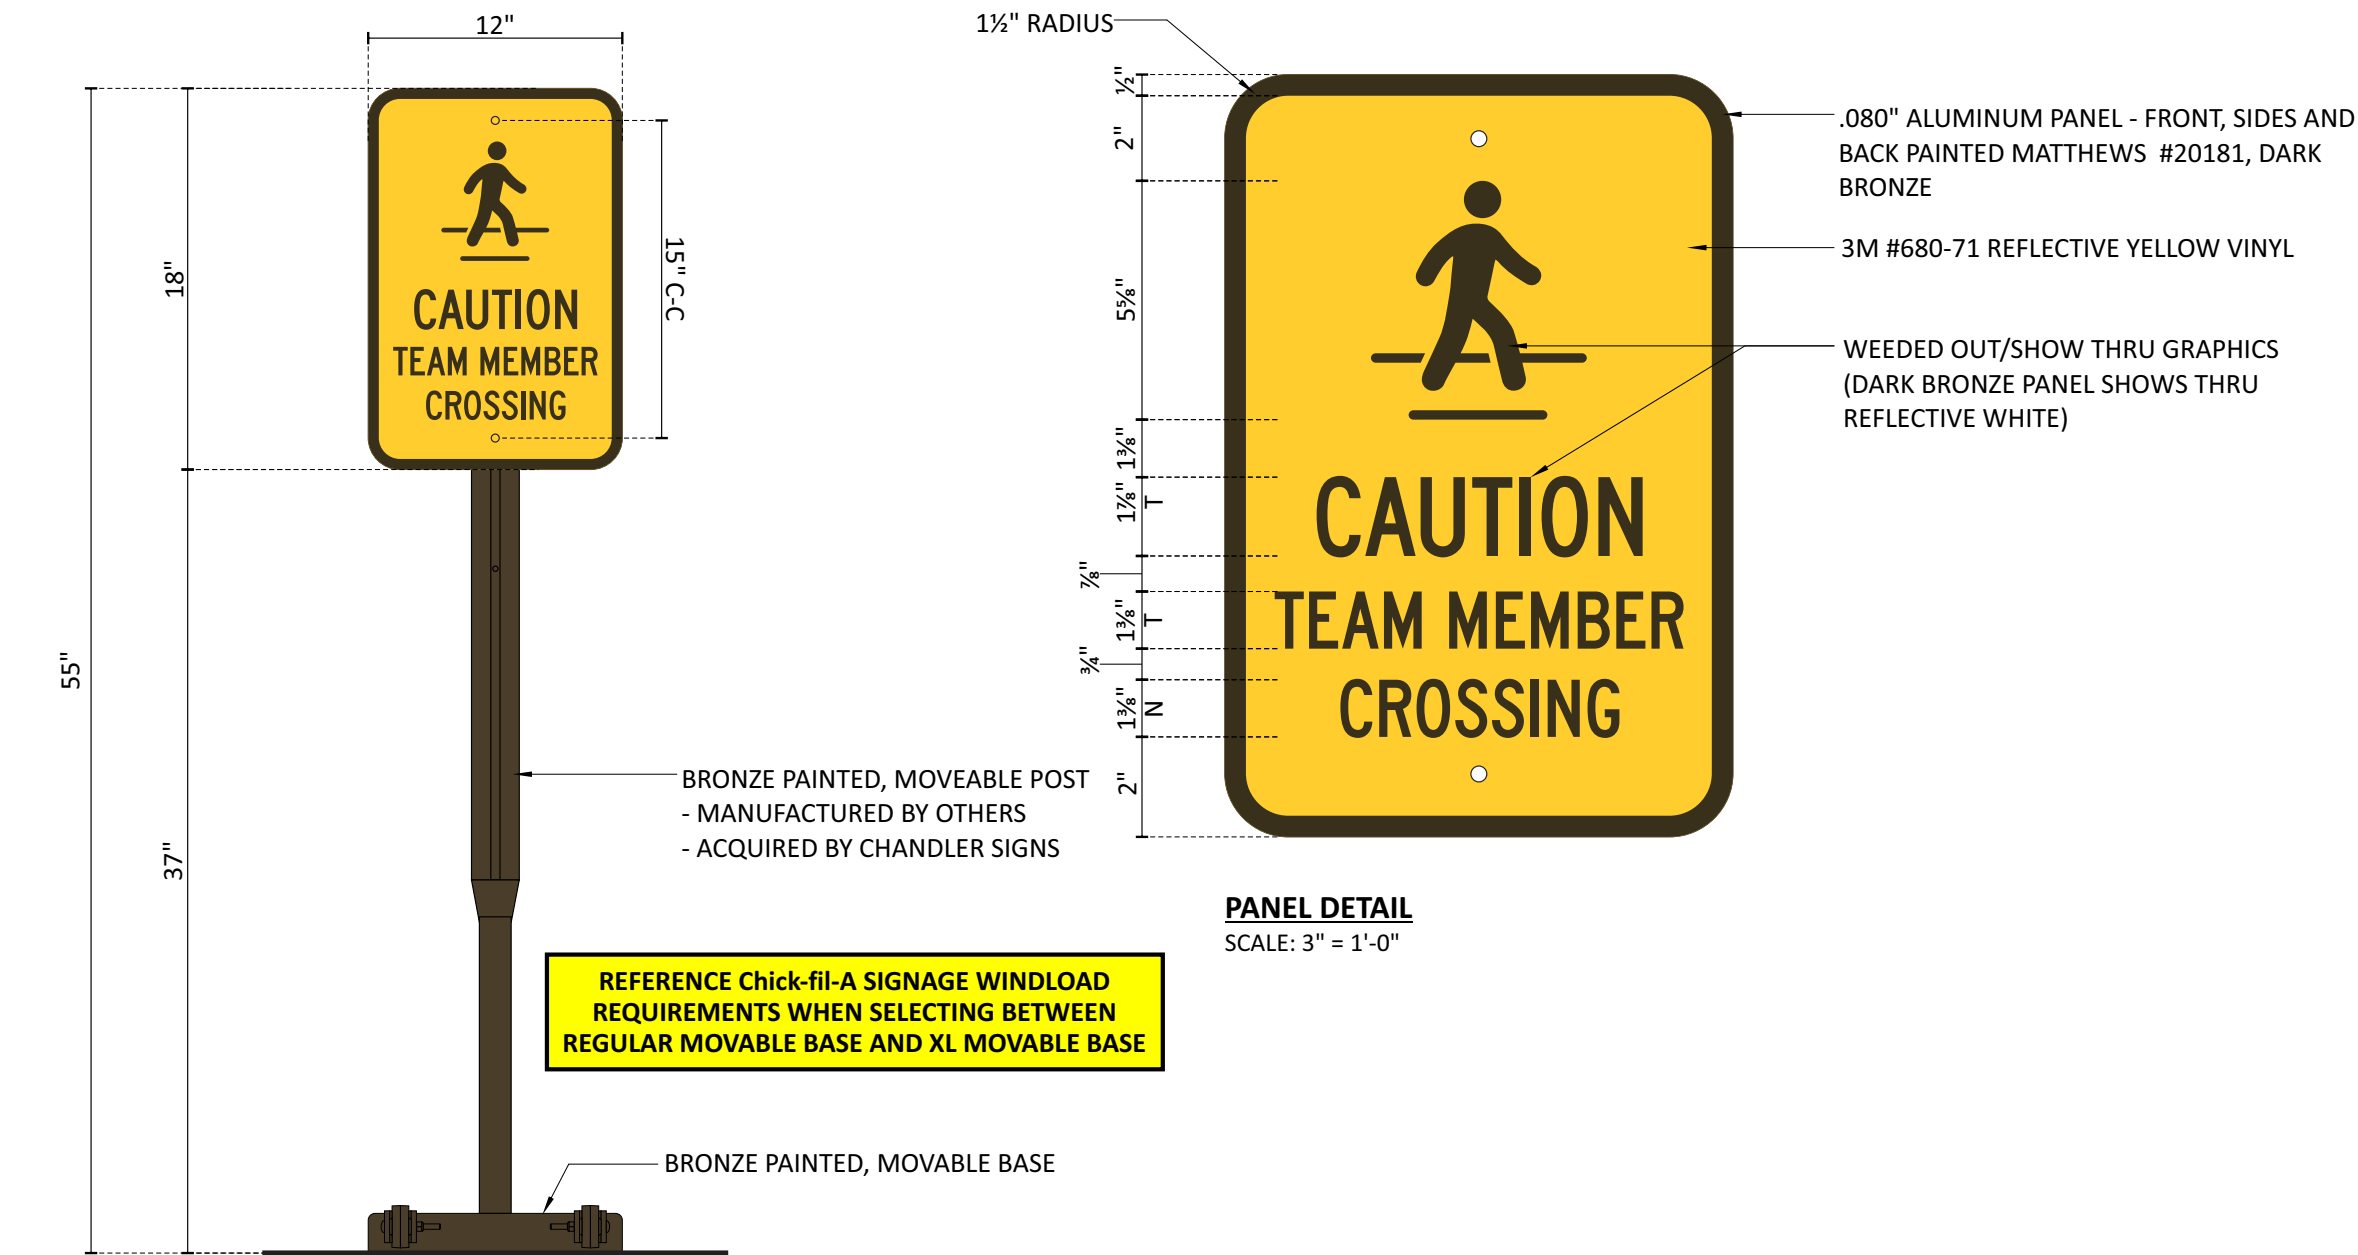 12"
18"
55"
37"
15" C-C
CAUTION
TEAM MEMBER
CROSSING
BRONZE PAINTED, MOVEABLE POST
- MANUFACTURED BY OTHERS
- ACQUIRED BY CHANDLER SIGNS
REFERENCE Chick-fil-A SIGNAGE WINDLOAD
REQUIREMENTS WHEN SELECTING BETWEEN
REGULAR MOVABLE BASE AND XL MOVABLE BASE
BRONZE PAINTED, MOVABLE BASE
1½" RADIUS
½"
2"
5⅝"
1⅜"
1⅞" T
⅞"
1⅜" T
¾"
1⅜" N
2"
CAUTION
TEAM MEMBER
CROSSING
.080" ALUMINUM PANEL - FRONT, SIDES AND
BACK PAINTED MATTHEWS #20181, DARK
BRONZE
3M #680-71 REFLECTIVE YELLOW VINYL
WEEDED OUT/SHOW THRU GRAPHICS
(DARK BRONZE PANEL SHOWS THRU
REFLECTIVE WHITE)
PANEL DETAIL
SCALE: 3" = 1'-0"